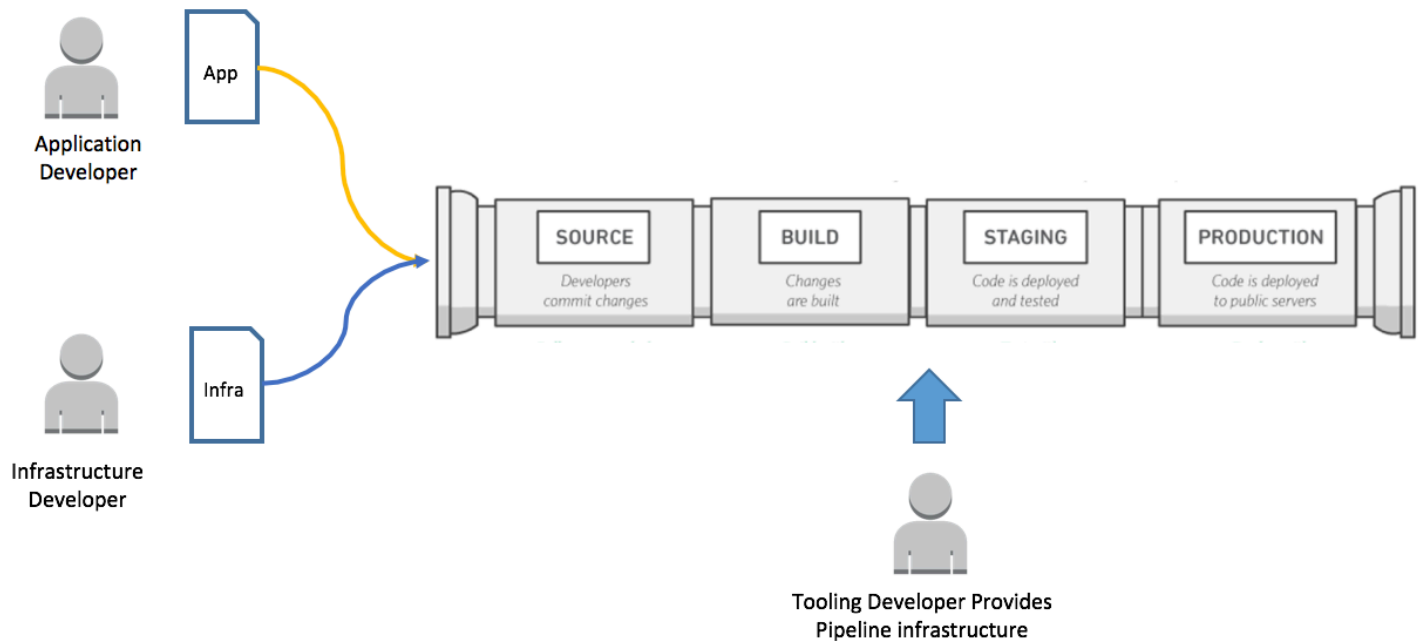 App
Application
Developer
SOURCE
Developers
commit changes
BUILD
Changes
are built
STAGING
Code is deployed
and tested
PRODUCTION
Code is deployed
to public servers
Infra
Infrastructure
Developer
Tooling Developer Provides
Pipeline infrastructure